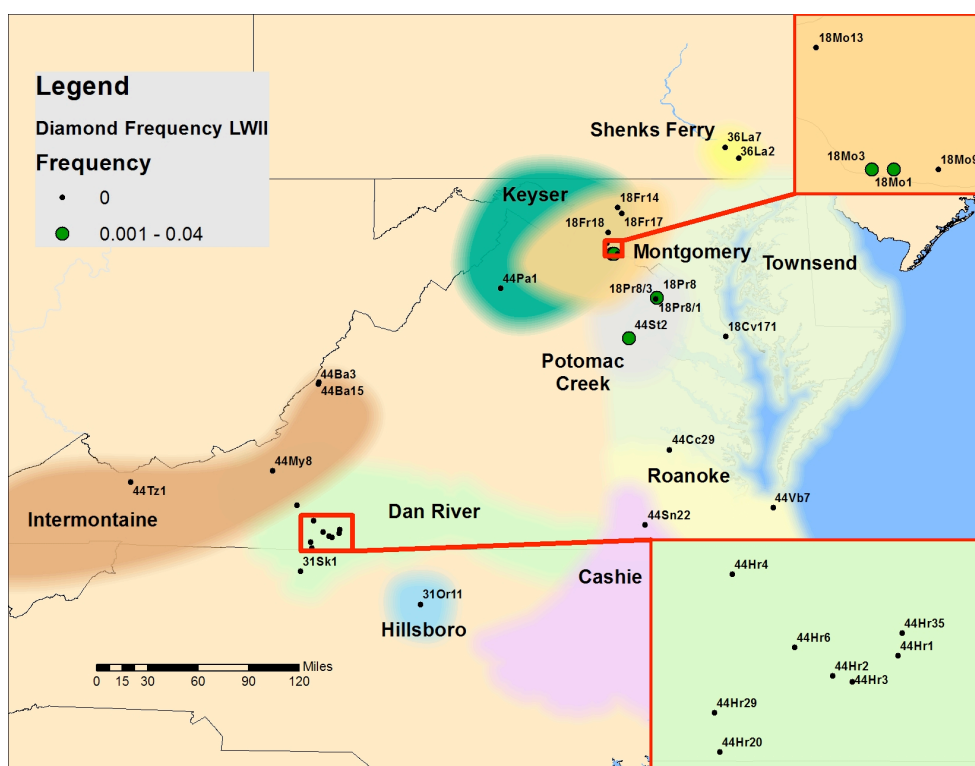 Legend
Diamond Frequency LWII
Frequency
0
0.001 - 0.04
Shenks Ferry
36La7
36La2
Keyser
18Fr14
18Fr17
18Fr18
Montgomery
Townsend
44Pa1
18Pr8/3
18Pr8
18Pr8/1
44St2
18Cv171
Potomac
Creek
44Ba3
44Ba15
44Cc29
44My8
Roanoke
44Tz1
44Vb7
Intermontaine
Dan River
44Sn22
31Sk1
Cashie
31Or11
Hillsboro
Miles
0 15 30 60 90 120
18Mo13
18Mo3
18Mo1
18Mo9
44Hr4
44Hr35
44Hr6
44Hr1
44Hr2
44Hr3
44Hr29
44Hr20